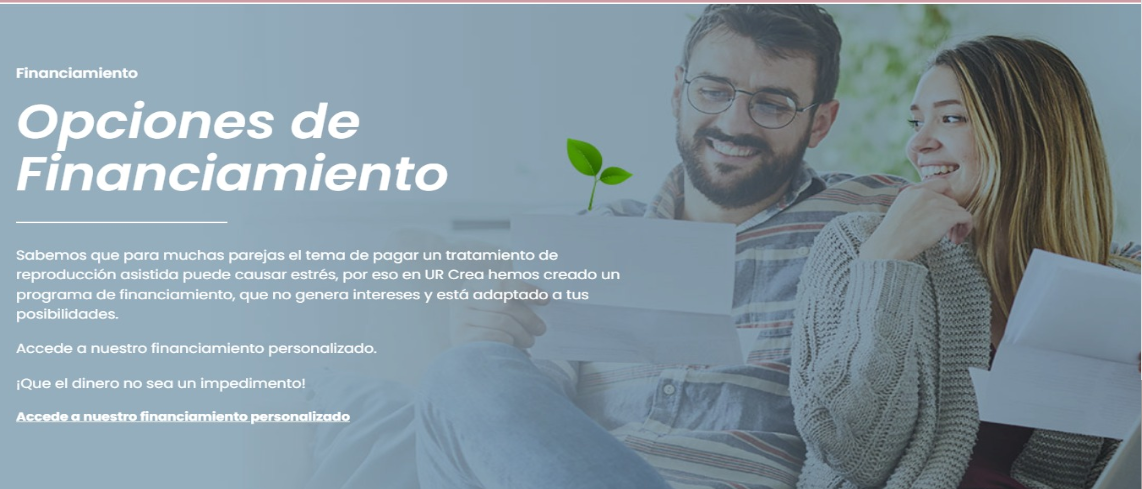 Financiamiento
Opciones de
Financiamiento
Sabemos que para muchas parejas el tema de pagar un tratamiento de
reproducción asistida puede causar estrés, por eso en UR Crea hemos creado un
programa de financiamiento, que no genera intereses y está adaptado a tus
posibilidades.
Accede a nuestro financiamiento personalizado.
¡Que el dinero no sea un impedimento!
Accede a nuestro financiamiento personalizado